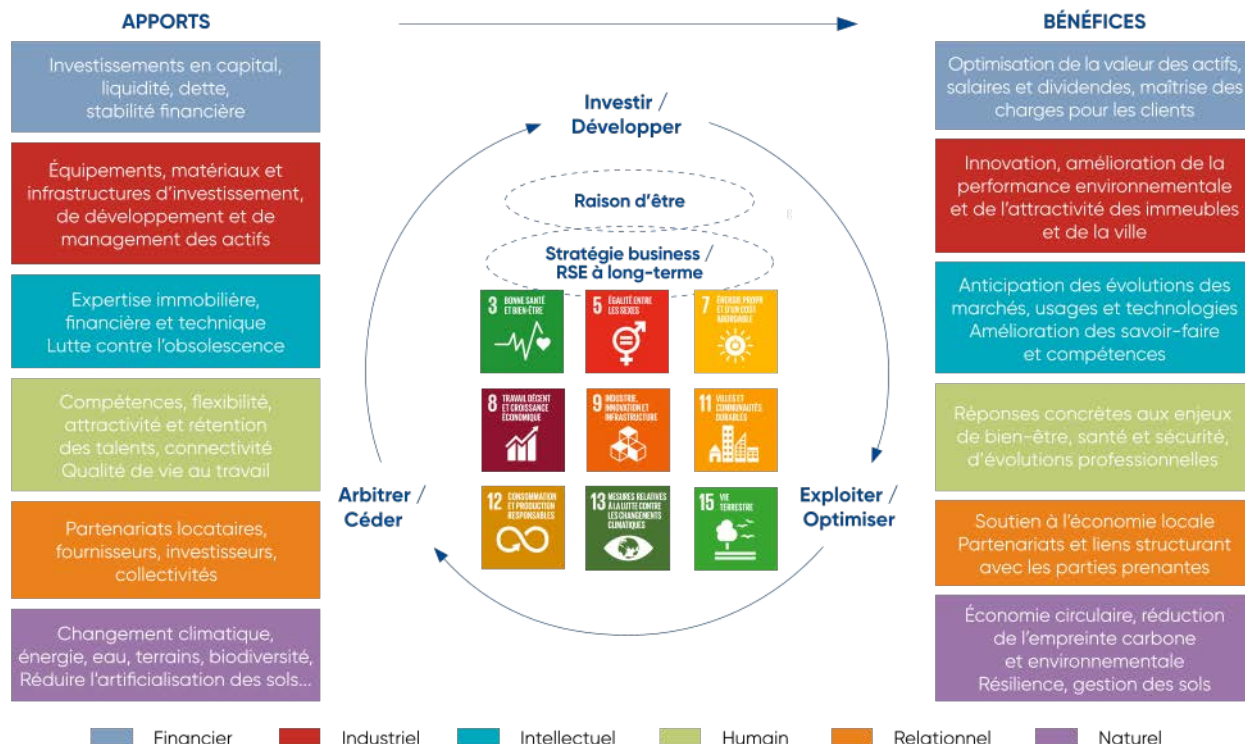 APPORTS
Investissements en capital,
liquidité, dette,
stabilité financière
Équipements, matériaux et
infrastructures d'investissement,
de développement et de
management des actifs
Expertise immobilière,
financière et technique
Lutte contre l'obsolescence
Compétences, flexibilité,
attractivité et rétention
des talents, connectivité
Qualité de vie au travail
Partenariats locataires,
fournisseurs, investisseurs,
collectivités
Changement climatique,
énergie, eau, terrains, biodiversité,
Réduire l'artificialisation des sols...
Investir /
Développer
Raison d'être
Stratégie business /
RSE à long-terme
3 BONNE SANTÉ
ET BIEN-ÊTRE
5 ÉGALITÉ ENTRE
LES SEXES
7 ÉNERGIE PROPRE
ET D'UN COÛT
ABORDABLE
8 TRAVAIL DÉCENT
ET CROISSANCE
ÉCONOMIQUE
9 INDUSTRIE,
INNOVATION ET
INFRASTRUCTURE
11 VILLES ET
COMMUNAUTÉS
DURABLES
12 CONSOMMATION
ET PRODUCTION
RESPONSABLES
13 MESURES RELATIVES
À LA LUTTE CONTRE
LES CHANGEMENTS
CLIMATIQUES
15 VIE
TERRESTRE
Arbitrer /
Céder
Exploiter /
Optimiser
BÉNÉFICES
Optimisation de la valeur des actifs,
salaires et dividendes, maîtrise des
charges pour les clients
Innovation, amélioration de la
performance environnementale
et de l'attractivité des immeubles
et de la ville
Anticipation des évolutions des
marchés, usages et technologies
Amélioration des savoir-faire
et compétences
Réponses concrètes aux enjeux
de bien-être, santé et sécurité,
d'évolutions professionnelles
Soutien à l'économie locale
Partenariats et liens structurant
avec les parties prenantes
Économie circulaire, réduction
de l'empreinte carbone
et environnementale
Résilience, gestion des sols
Financier Industriel Intellectuel Humain Relationnel Naturel